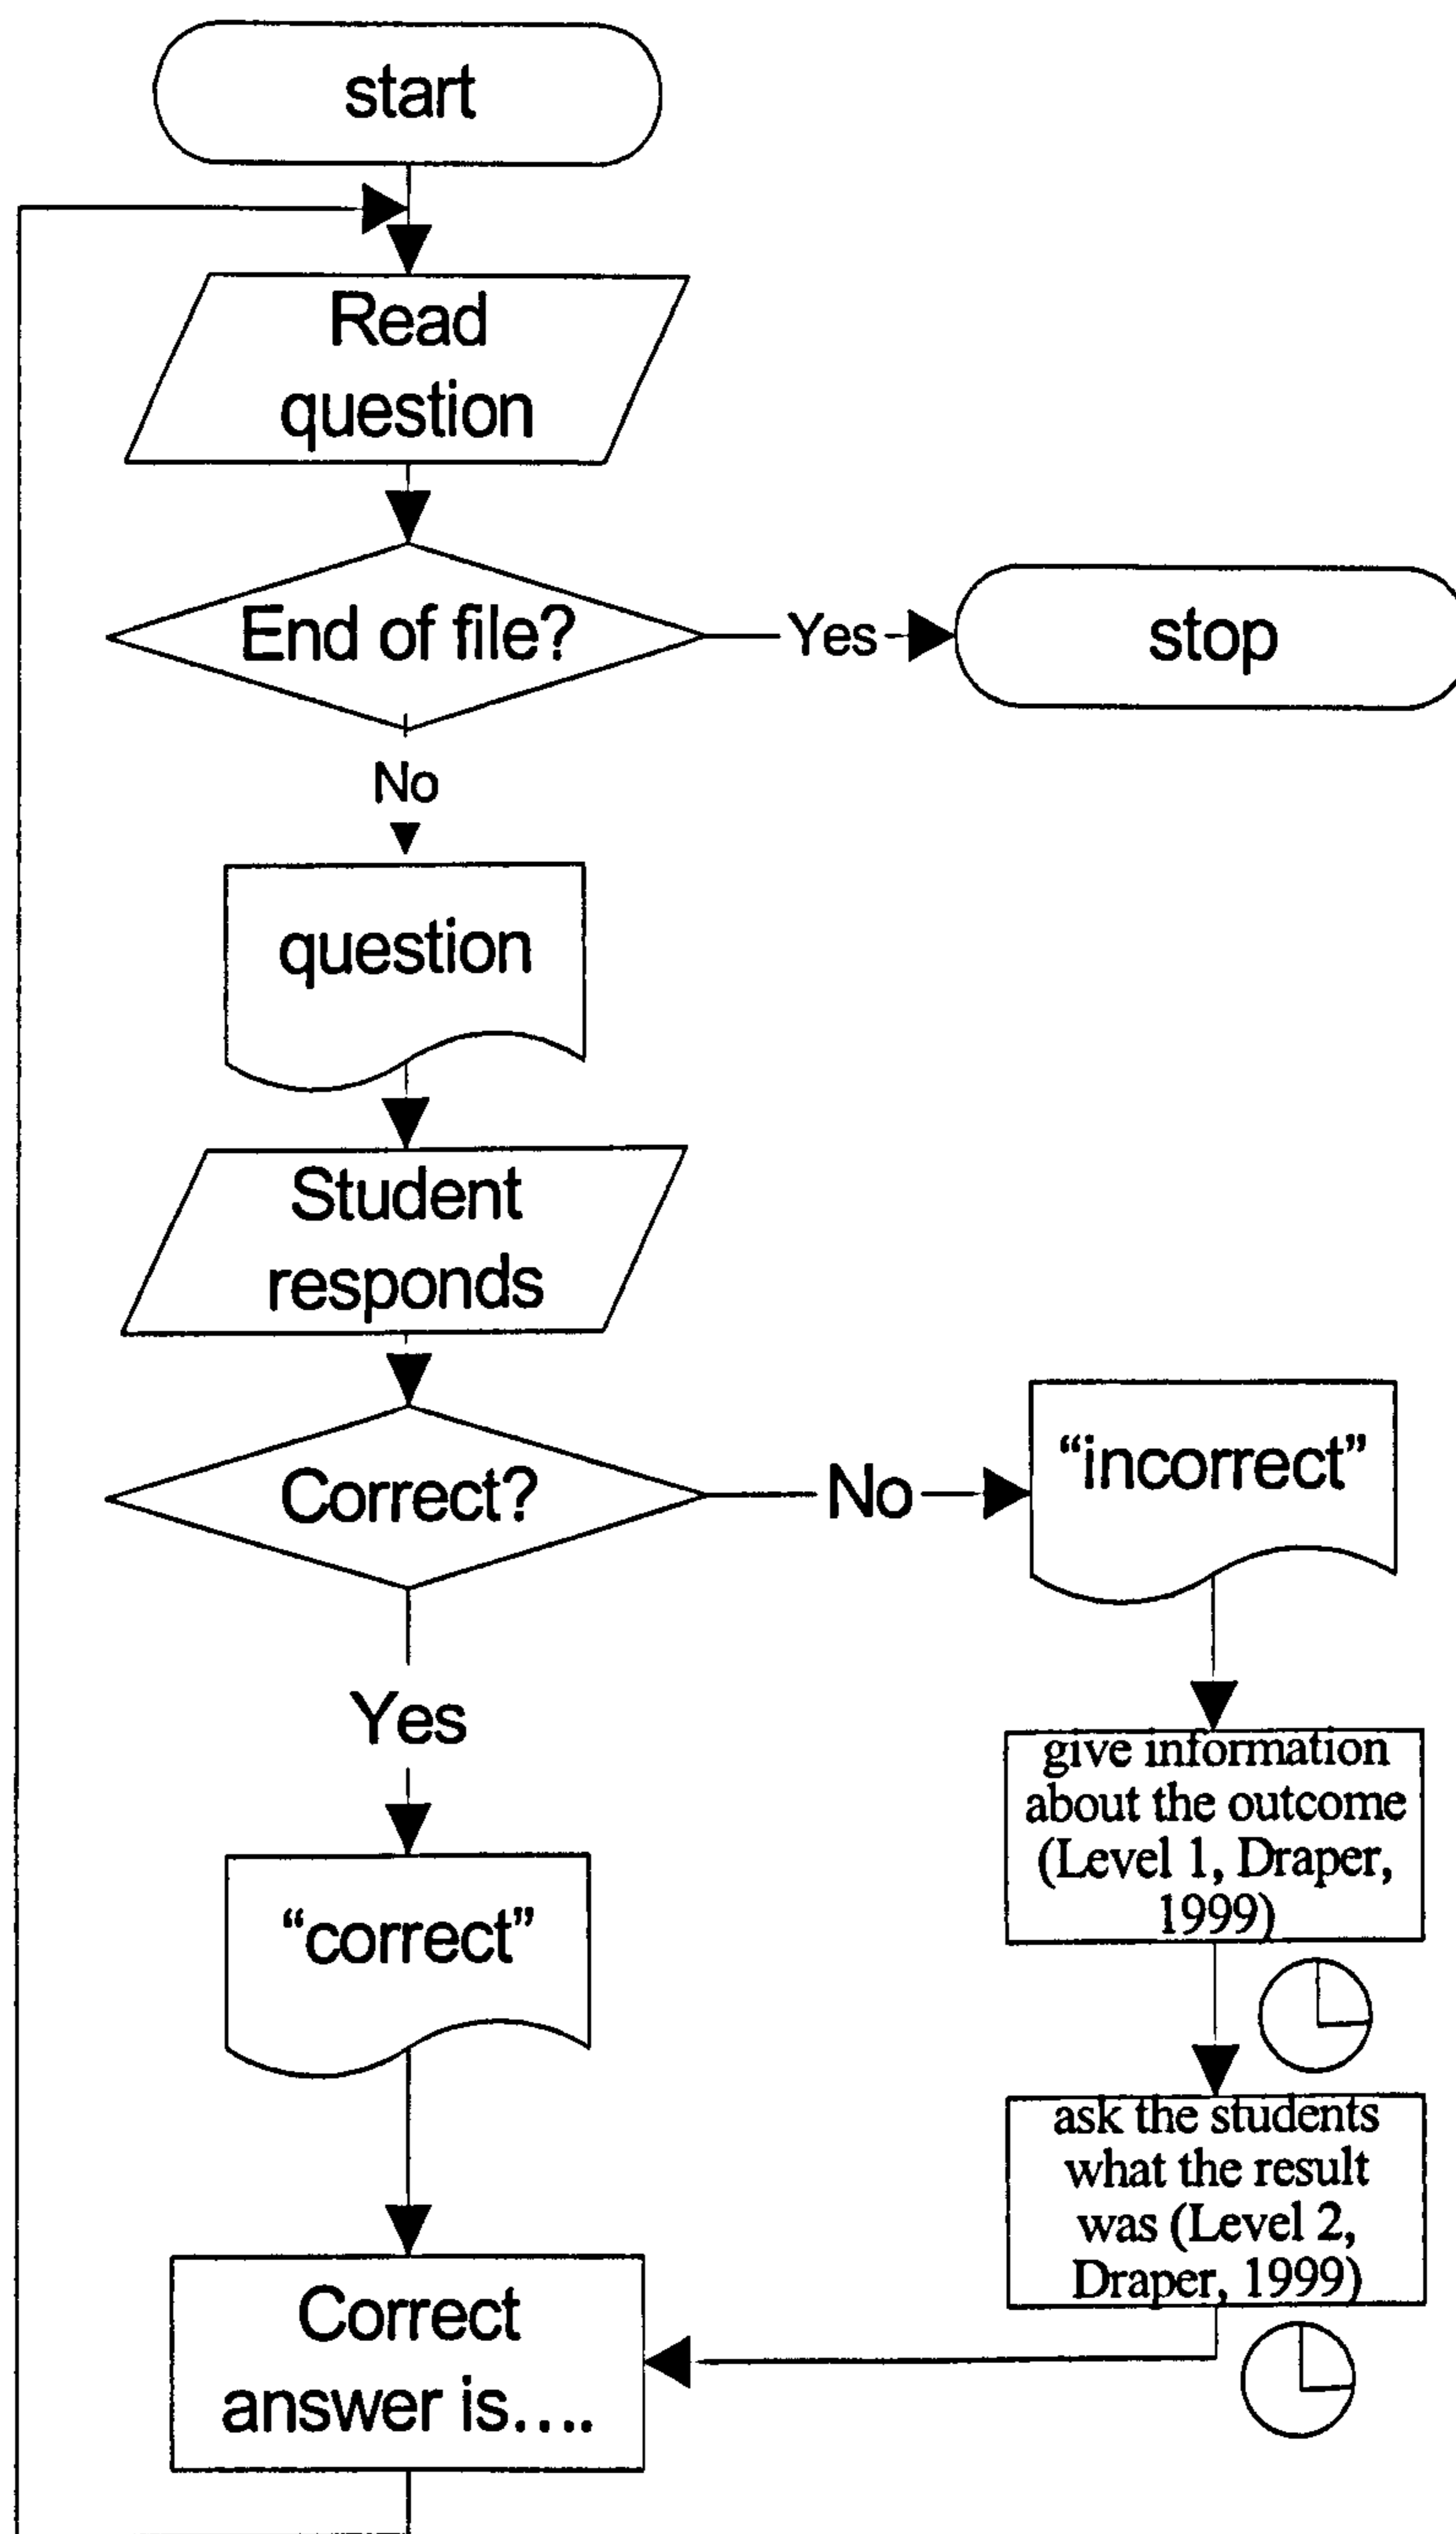 start
Read
question
End of file?
Yes
stop
No
question
Student
responds
Correct?
No
“incorrect”
Yes
give information
about the outcome
(Level 1, Draper,
1999)
“correct”
ask the students
what the result
was (Level 2,
Draper, 1999)
Correct
answer is….